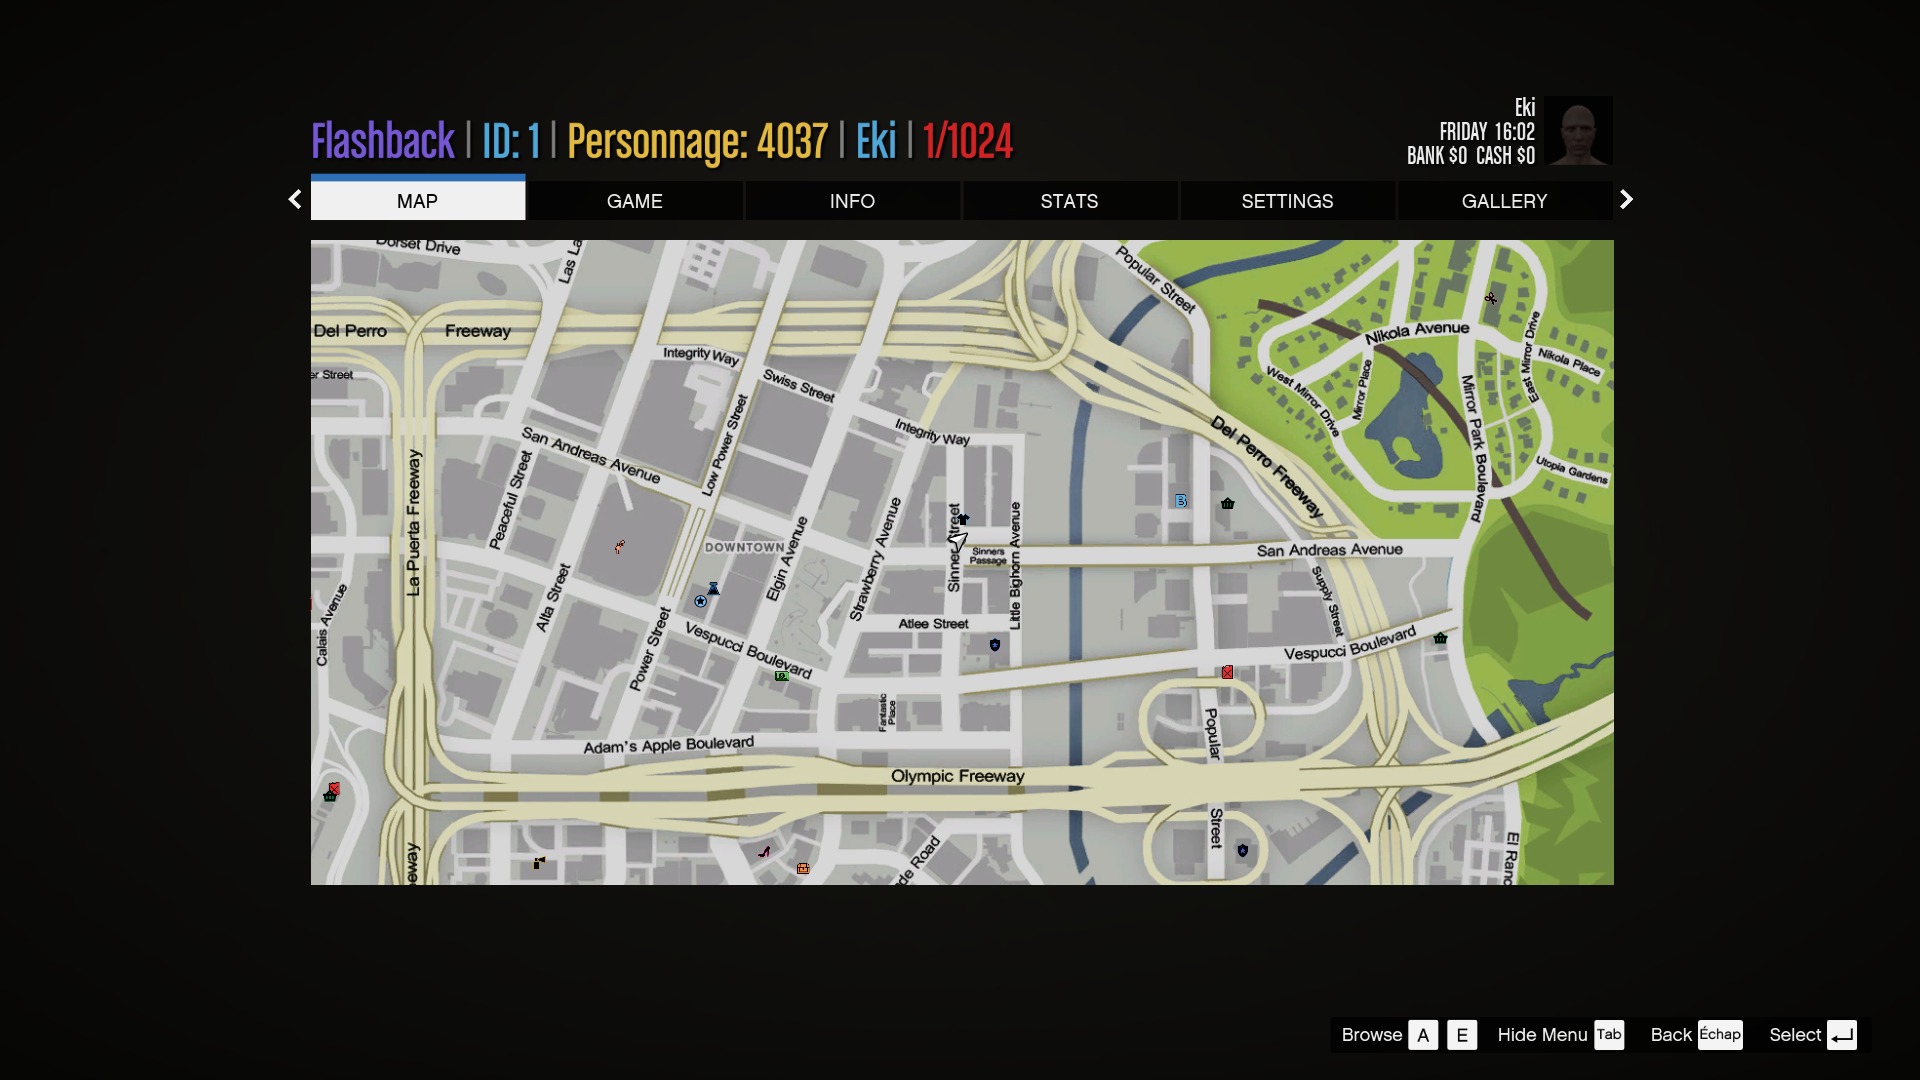 Eki
Flashback | ID: 1 | Personnage: 4037 | Eki | 1/1024
FRIDAY 16:02
BANK $0 CASH $0
MAP
GAME
INFO
STATS
SETTINGS
GALLERY
Dorset Drive
Las La
Popular Street
Del Perro
Freeway
Nikola Avenue
Integrity Way
Nikola Place
er Street
Swiss Street
West Mirror Drive
Mirror Place
East Mirror Drive
Mirror Park Boulevard
San Andreas Avenue
Low Power Street
Integrity Way
Del Perro Freeway
Utopia Gardens
La Puerta Freeway
Peaceful Street
DOWNTOWN
Elgin Avenue
Strawberry Avenue
Sinner Street
Sinners
Passage
Little Bighorn Avenue
San Andreas Avenue
Supply Street
Calais Avenue
Alta Street
Power Street
Vespucci Boulevard
Atlee Street
Vespucci Boulevard
Fantastic
Place
Popular
Adam's Apple Boulevard
Olympic Freeway
Street
eeway
de Road
El Ranc
B
Browse A E
Hide Menu Tab
Back Échap
Select